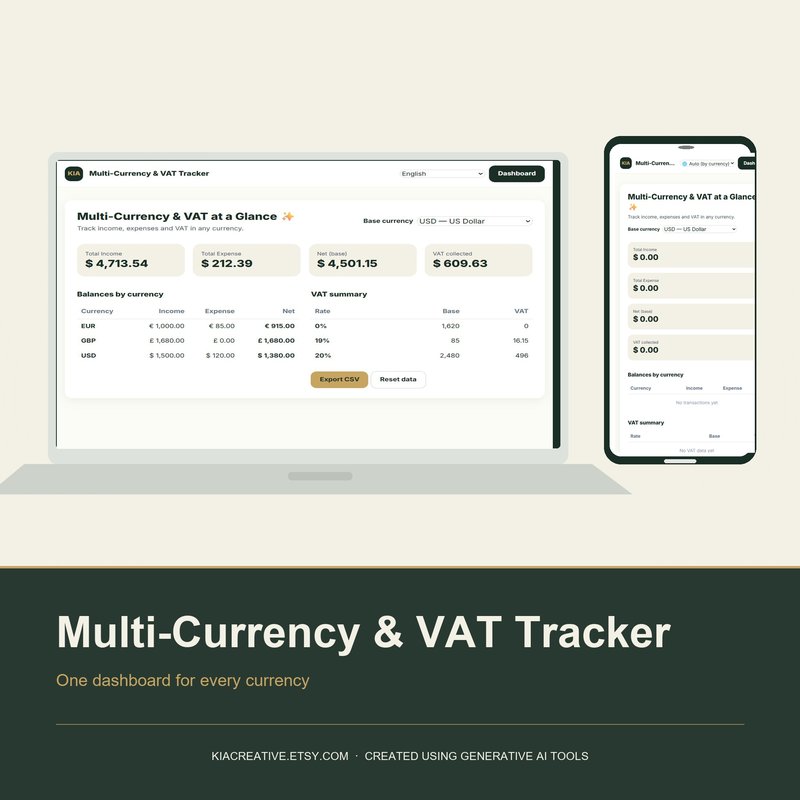 KIA Multi-Currency & VAT Tracker English Dashboard
Multi-Currency & VAT at a Glance ✨
Track income, expenses and VAT in any currency.
Base currency USD — US Dollar
Total Income Total Expense Net (base) VAT collected
$ 4,713.54 $ 212.39 $ 4,501.15 $ 609.63
Balances by currency VAT summary
Currency Income Expense Net Rate Base VAT
EUR € 1,000.00 € 85.00 € 915.00 0% 1,620 0
GBP £ 1,680.00 £ 0.00 £ 1,680.00 19% 85 16.15
USD $ 1,500.00 $ 120.00 $ 1,380.00 20% 2,480 496
Export CSV Reset data
KIA Multi-Curren... Auto (by currency) Dash
Multi-Currency & VAT at a Glance
✨
Track income, expenses and VAT in any currency.
Base currency USD — US Dollar
Total Income
$ 0.00
Total Expense
$ 0.00
Net (base)
$ 0.00
VAT collected
$ 0.00
Balances by currency
Currency Income Expense
No transactions yet
VAT summary
Rate Base
No VAT data yet
Multi-Currency & VAT Tracker
One dashboard for every currency
KIACREATIVE.ETSY.COM · CREATED USING GENERATIVE AI TOOLS